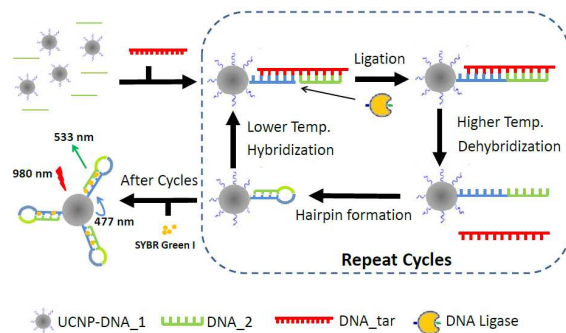 Ligation
Lower Temp.
Hybridization
Higher Temp.
Dehybridization
533 nm
980 nm
477 nm
After Cycles
SYBR Green I
Hairpin formation
Repeat Cycles
UCNP-DNA_1
DNA_2
DNA_tar
DNA Ligase